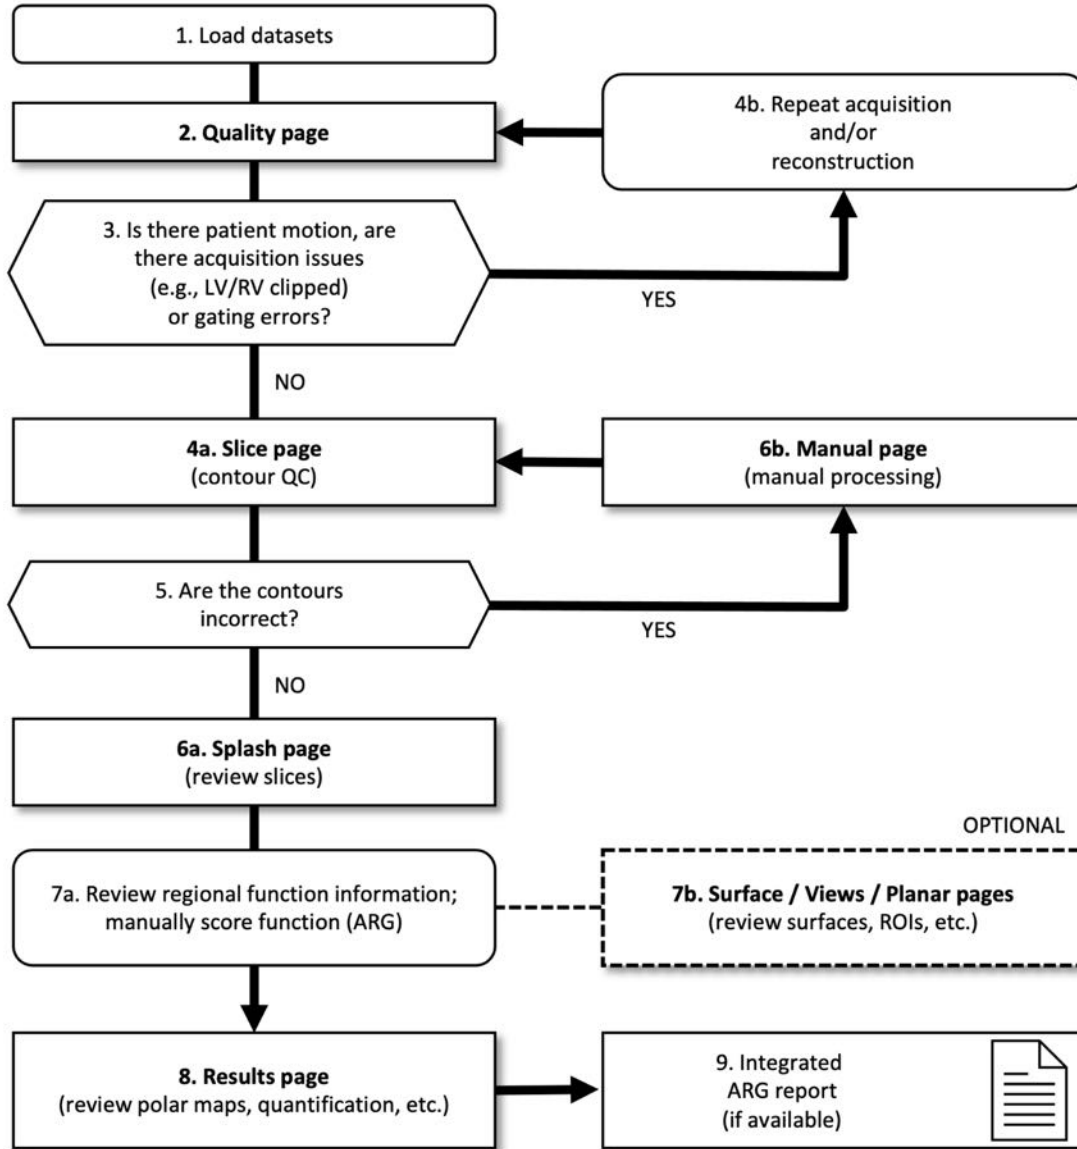 1. Load datasets
2. Quality page
4b. Repeat acquisition
and/or
reconstruction
3. Is there patient motion, are
there acquisition issues
(e.g., LV/RV clipped)
or gating errors?
YES
NO
4a. Slice page
(contour QC)
6b. Manual page
(manual processing)
5. Are the contours
incorrect?
YES
NO
6a. Splash page
(review slices)
OPTIONAL
7a. Review regional function information;
manually score function (ARG)
7b. Surface / Views / Planar pages
(review surfaces, ROIs, etc.)
8. Results page
(review polar maps, quantification, etc.)
9. Integrated
ARG report
(if available)